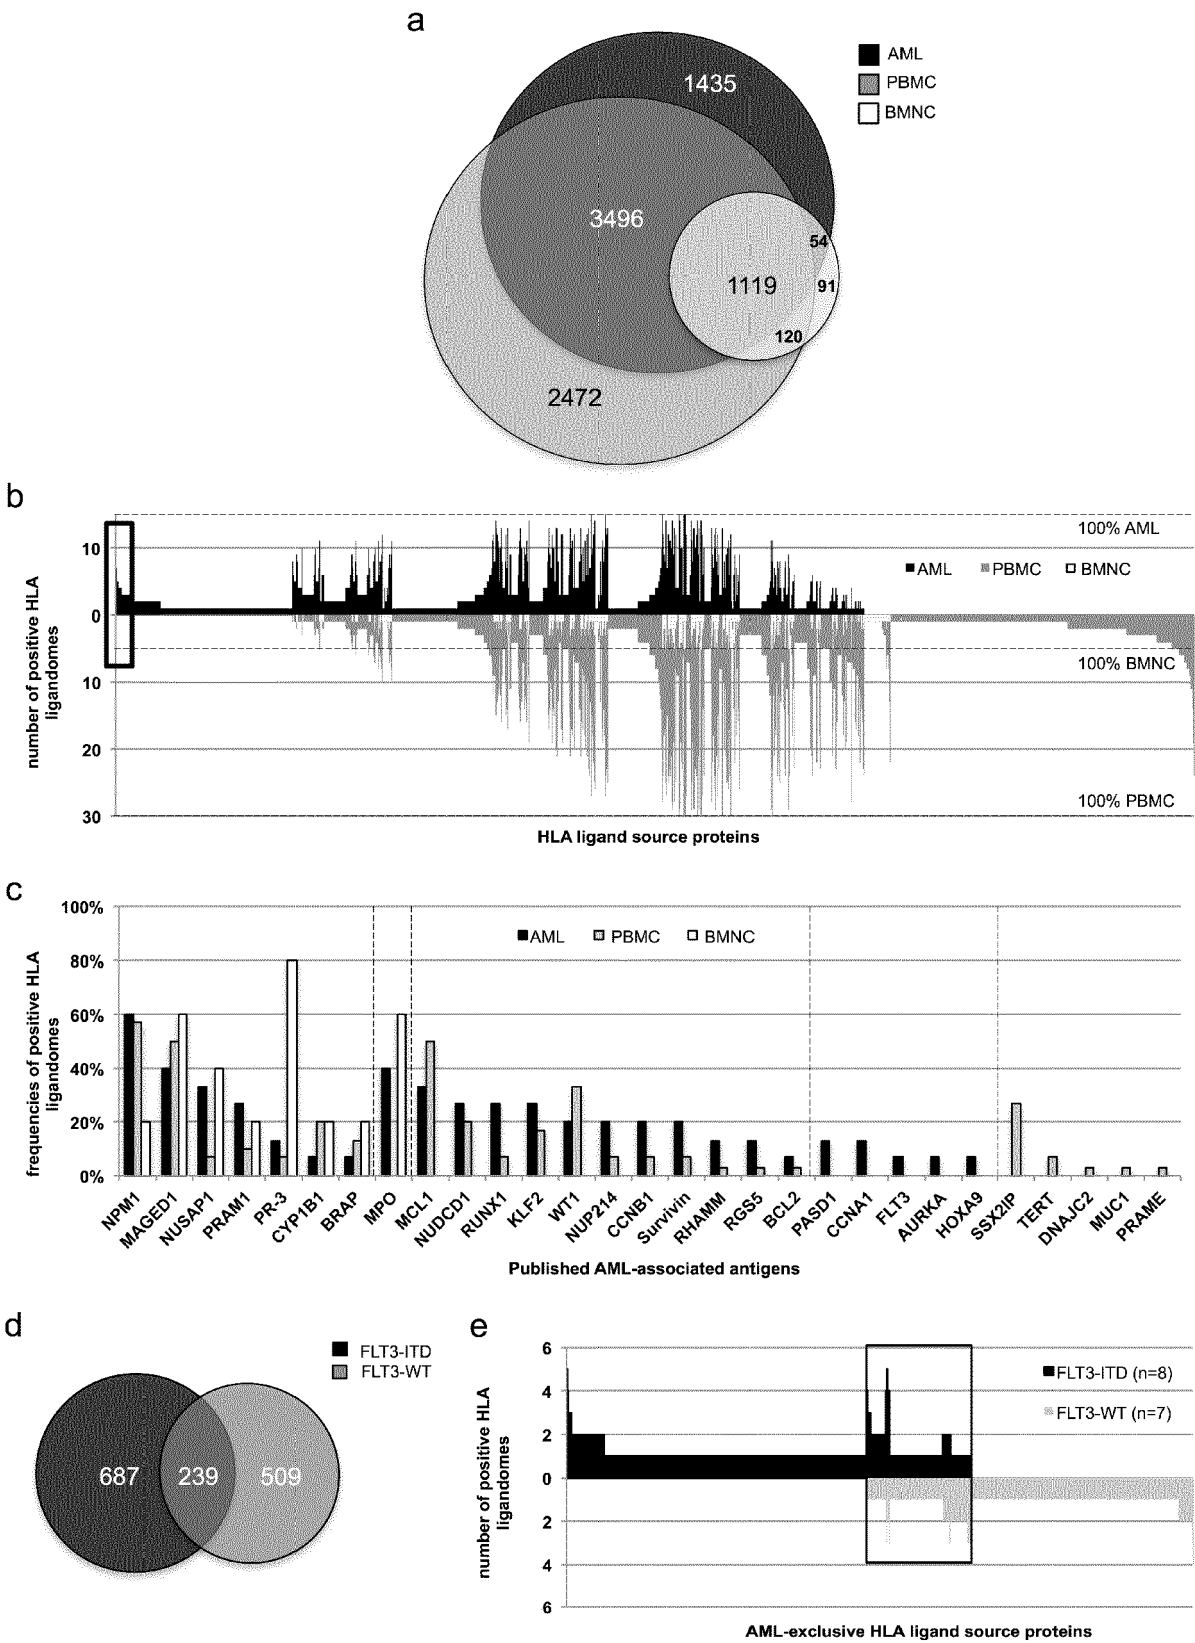 a
AML
PBMC
BMNC
1435
3496
54
1119
91
120
2472
b
number of positive HLA
ligandomes
10
0
10
20
30
100% AML
AML PBMC BMNC
100% BMNC
100% PBMC
HLA ligand source proteins
c
frequencies of positive HLA
ligandomes
100%
80%
60%
40%
20%
0%
AML PBMC BMNC
NPM1
MAGED1
NUSAP1
PRAM1
PR-3
CYP1B1
BRAP
MPO
MCL1
NUDCD1
RUNX1
KLF2
WT1
NUP214
CCNB1
Survivin
RHAMM
RGS5
BCL2
PASD1
CCNA1
FLT3
AURKA
HOXA9
SSX2IP
TERT
DNAJC2
MUC1
PRAME
Published AML-associated antigens
d
FLT3-ITD
FLT3-WT
687 239 509
e
number of positive HLA
ligandomes
6
4
2
0
2
4
6
FLT3-ITD (n=8)
FLT3-WT (n=7)
AML-exclusive HLA ligand source proteins